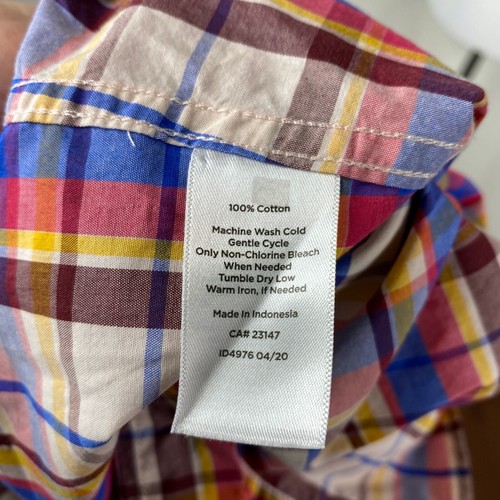 100% Cotton
Machine Wash Cold
Gentle Cycle
Only Non-Chlorine Bleach
When Needed
Tumble Dry Low
Warm Iron, If Needed
Made In Indonesia
CA# 23147
ID4976 04/20